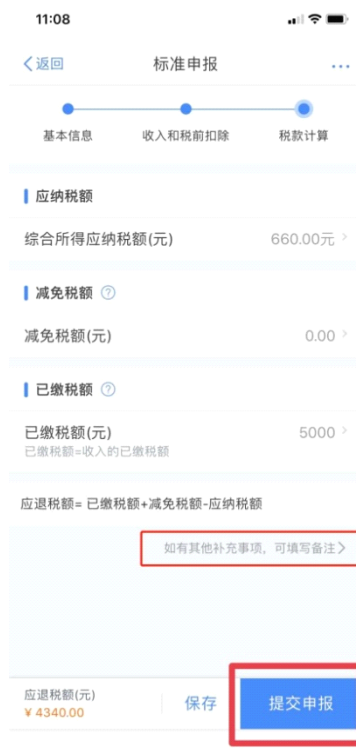 11:08
返回 标准申报 ...
基本信息 收入和税前扣除 税款计算
应纳税额
综合所得应纳税额(元) 660.00元
减免税额 ?
减免税额(元) 0.00
已缴税额 ?
已缴税额(元) 5000
已缴税额=收入的已缴税额
应退税额= 已缴税额+减免税额-应纳税额
如有其他补充事项，可填写备注
应退税额(元)
¥ 4340.00
保存 提交申报